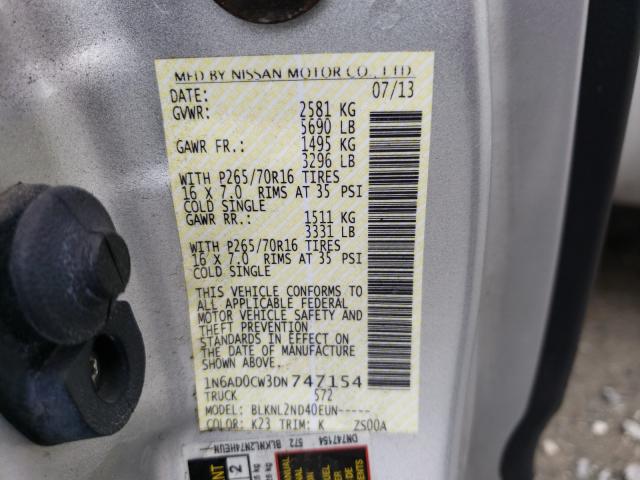 MFD BY NISSAN MOTOR CO., LTD.
DATE: 07/13
GVWR: 2581 KG
5690 LB
GAWR FR.: 1495 KG
3296 LB
WITH P265/70R16 TIRES
16 X 7.0 RIMS AT 35 PSI
COLD SINGLE
GAWR RR.: 1511 KG
3331 LB
WITH P265/70R16 TIRES
16 X 7.0 RIMS AT 35 PSI
COLD SINGLE
THIS VEHICLE CONFORMS TO
ALL APPLICABLE FEDERAL
MOTOR VEHICLE SAFETY AND
THEFT PREVENTION
STANDARDS IN EFFECT ON
THE DATE OF MANUFACTURE
SHOWN ABOVE.
1N6AD0CW3DN747154
TRUCK 572
MODEL: BLKNL2ND40EUN-----
COLOR: K23 TRIM: K ZS00A
DN747154 572 BLKNLZN74HEUN
2